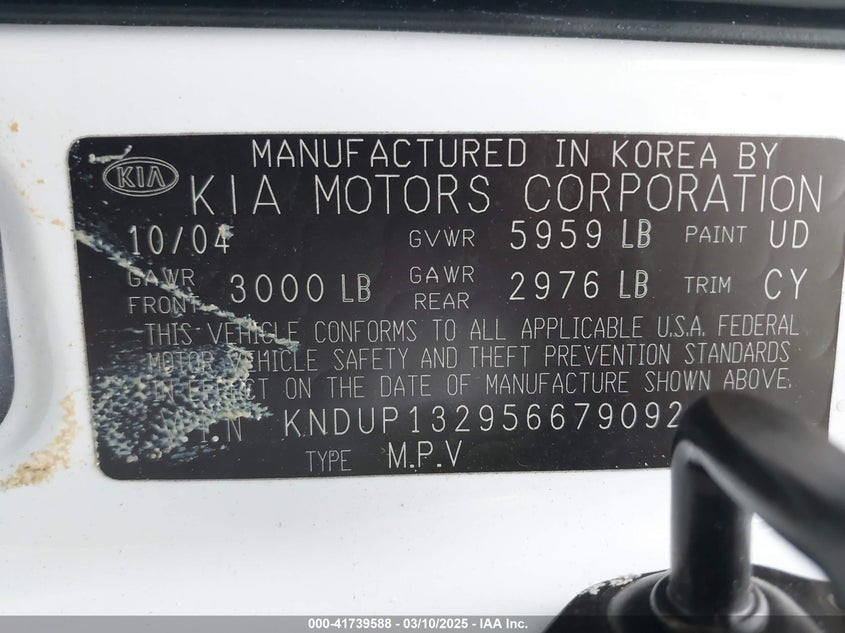 KIA
MANUFACTURED IN KOREA BY
KIA MOTORS CORPORATION
10/04 GVWR 5959 LB PAINT UD
GAWR FRONT 3000 LB GAWR REAR 2976 LB TRIM CY
THIS VEHICLE CONFORMS TO ALL APPLICABLE U.S.A. FEDERAL
MOTOR VEHICLE SAFETY AND THEFT PREVENTION STANDARDS
IN EFFECT ON THE DATE OF MANUFACTURE SHOWN ABOVE.
KNDUP132956679092
TYPE M.P.V
000-41739588 - 03/10/2025 - IAA Inc.